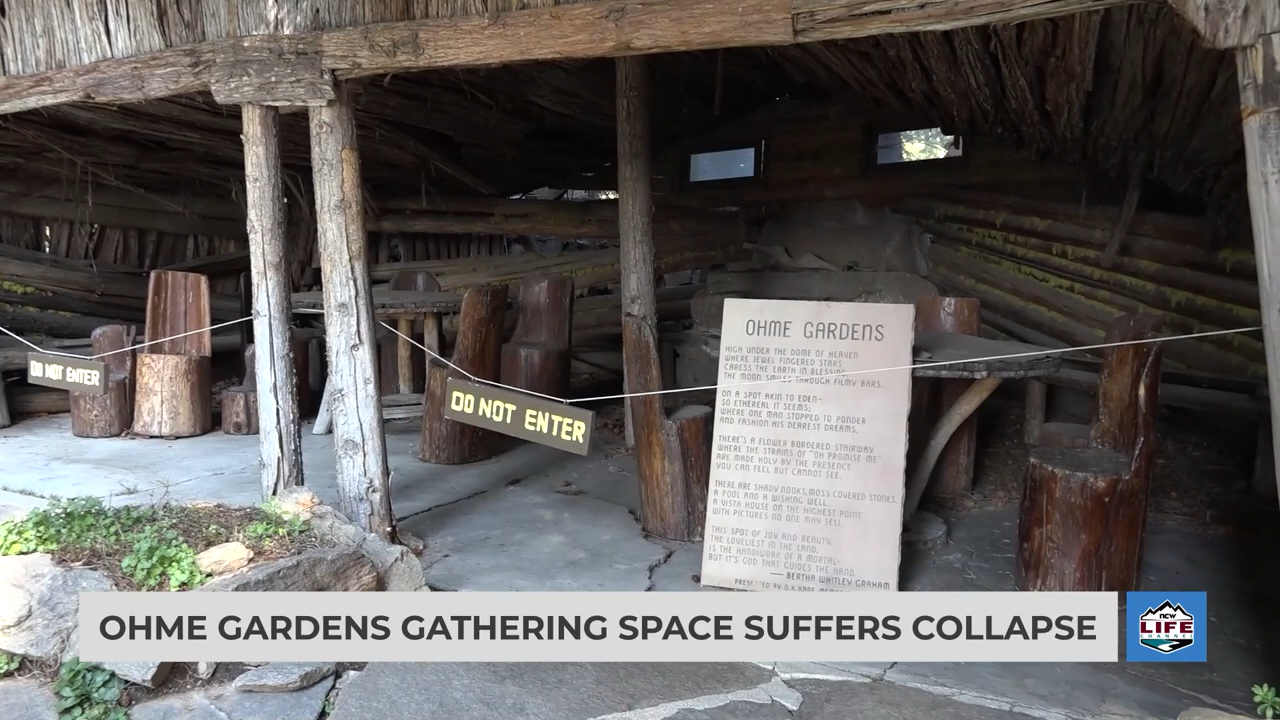 DO NOT ENTER
DO NOT ENTER
OHME GARDENS
HIGH UNDER THE DOME OF HEAVEN
WHERE JEWEL FINGERED STARS
CARESS THE EARTH IN BLESSING,
THE MOON SMILES THROUGH FILMY BARS.
ON A SPOT AKIN TO EDEN-
SO ETHEREAL IT SEEMS;
WHERE ONE MAN STOPPED TO PONDER
AND FASHION HIS DEAREST DREAMS.
THERE'S A FLOWER BORDERED STAIRWAY
WHERE THE STRAINS OF "OH PROMISE ME"
ARE MADE HOLY BY THE PRESENCE
YOU CAN FEEL BUT CANNOT SEE.
THERE ARE SHADY NOOKS, MOSS COVERED STONES,
A POOL AND A WISHING WELL,
A VISTA HOUSE ON THE HIGHEST POINT
WITH PICTURES NO ONE MAY SELL.
THIS SPOT OF JOY AND BEAUTY,
THE LOVELIEST IN THE LAND,
IS THE HANDIWORK OF A MORTAL-
BUT IT'S GOD THAT GUIDES THE HAND.
— BERTHA WHITLEY GRAHAM
PRESENTED BY D.K.
OHME GARDENS GATHERING SPACE SUFFERS COLLAPSE
NCW
LIFE
CHANNEL